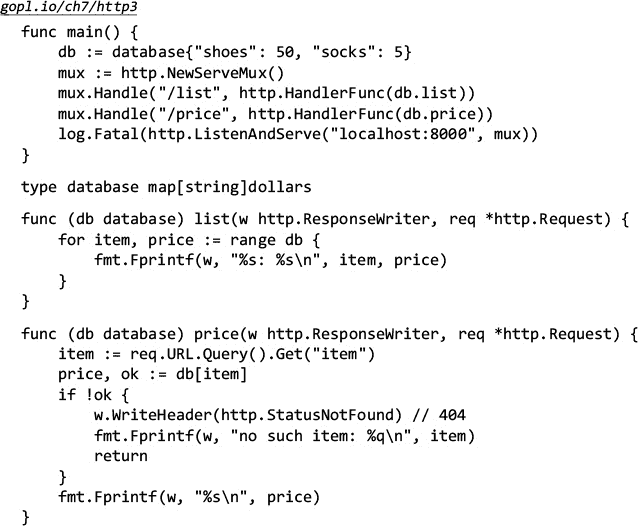 gopl.io/ch7/http3
func main() {
    db := database{"shoes": 50, "socks": 5}
    mux := http.NewServeMux()
    mux.Handle("/list", http.HandlerFunc(db.list))
    mux.Handle("/price", http.HandlerFunc(db.price))
    log.Fatal(http.ListenAndServe("localhost:8000", mux))
}
type database map[string]dollars
func (db database) list(w http.ResponseWriter, req *http.Request) {
    for item, price := range db {
        fmt.Fprintf(w, "%s: %s\n", item, price)
    }
}
func (db database) price(w http.ResponseWriter, req *http.Request) {
    item := req.URL.Query().Get("item")
    price, ok := db[item]
    if !ok {
        w.WriteHeader(http.StatusNotFound) // 404
        fmt.Fprintf(w, "no such item: %q\n", item)
        return
    }
    fmt.Fprintf(w, "%s\n", price)
}